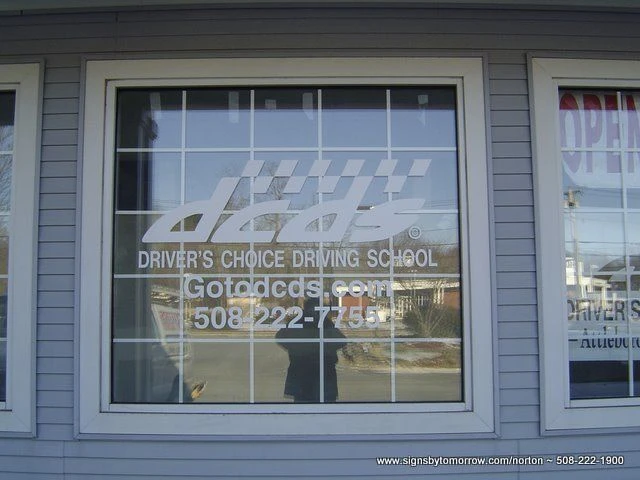 dcds®
DRIVER'S CHOICE DRIVING SCHOOL
Gotodcds.com
508-222-7755
OPEN
DRIVER'S
www.signsbytomorrow.com/norton ~ 508-222-1900